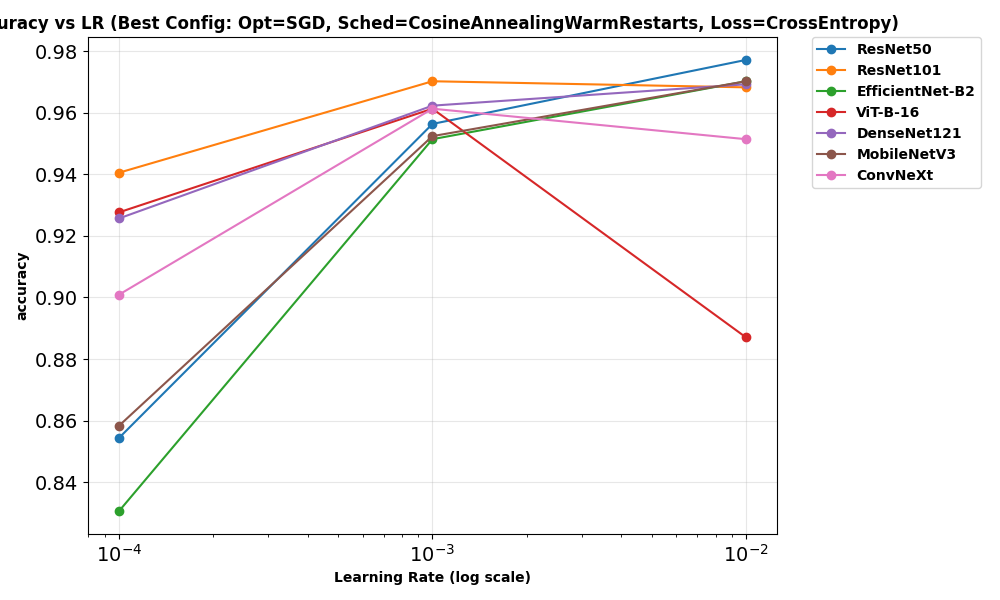 uracy vs LR (Best Config: Opt=SGD, Sched=CosineAnnealingWarmRestarts, Loss=CrossEntropy)
0.98
0.96
0.94
0.92
0.90
0.88
0.86
0.84
accuracy
10⁻⁴ 10⁻³ 10⁻²
Learning Rate (log scale)
ResNet50
ResNet101
EfficientNet-B2
ViT-B-16
DenseNet121
MobileNetV3
ConvNeXt